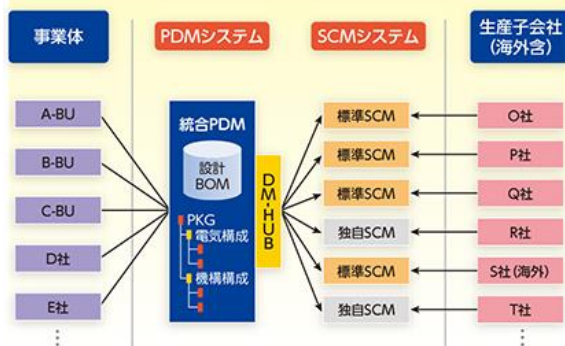 事業体
PDMシステム
SCMシステム
生産子会社
(海外含)
A-BU
B-BU
C-BU
D社
E社
統合PDM
設計
BOM
PKG
電気構成
機構構成
DM-HUB
標準SCM
標準SCM
標準SCM
独自SCM
標準SCM
独自SCM
O社
P社
Q社
R社
S社(海外)
T社